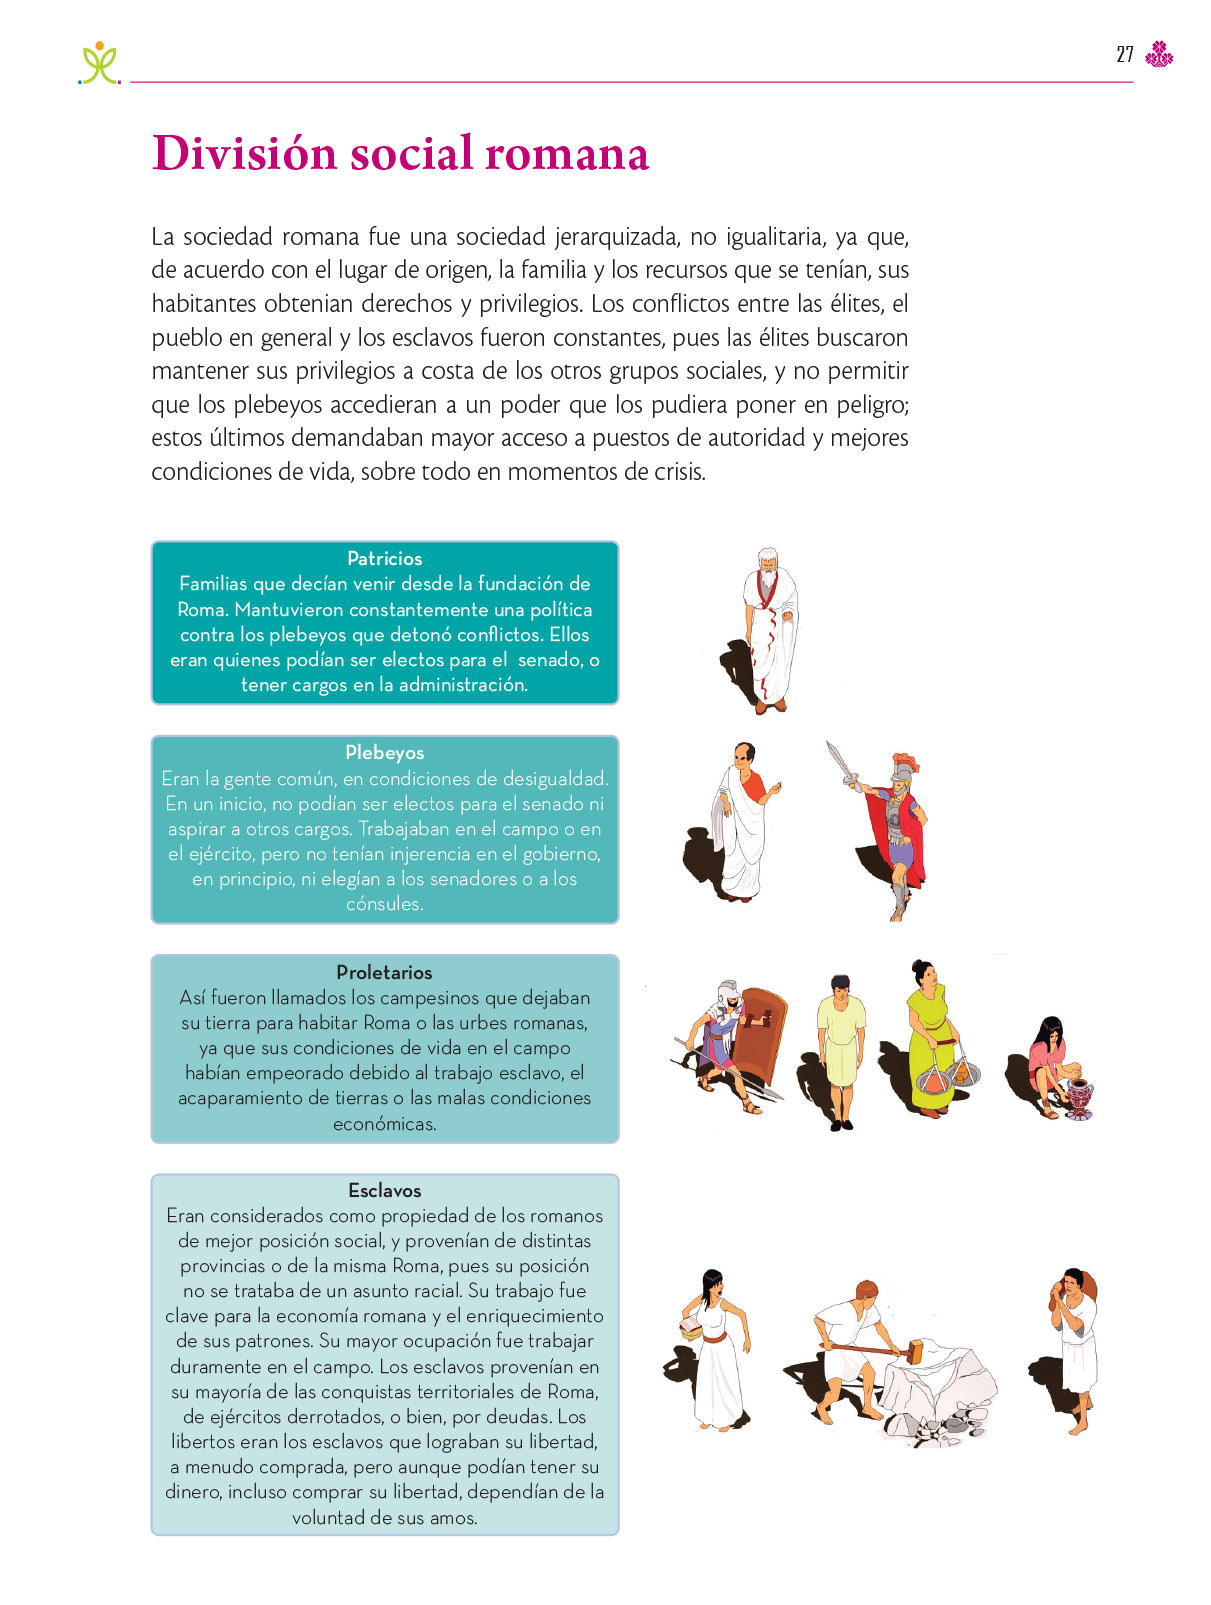 27
División social romana
La sociedad romana fue una sociedad jerarquizada, no igualitaria, ya que,
de acuerdo con el lugar de origen, la familia y los recursos que se tenían, sus
habitantes obtenian derechos y privilegios. Los conflictos entre las élites, el
pueblo en general y los esclavos fueron constantes, pues las élites buscaron
mantener sus privilegios a costa de los otros grupos sociales, y no permitir
que los plebeyos accedieran a un poder que los pudiera poner en peligro;
estos últimos demandaban mayor acceso a puestos de autoridad y mejores
condiciones de vida, sobre todo en momentos de crisis.
Patricios
Familias que decían venir desde la fundación de
Roma. Mantuvieron constantemente una política
contra los plebeyos que detonó conflictos. Ellos
eran quienes podían ser electos para el senado, o
tener cargos en la administración.
Plebeyos
Eran la gente común, en condiciones de desigualdad.
En un inicio, no podían ser electos para el senado ni
aspirar a otros cargos. Trabajaban en el campo o en
el ejército, pero no tenían injerencia en el gobierno,
en principio, ni elegían a los senadores o a los
cónsules.
Proletarios
Así fueron llamados los campesinos que dejaban
su tierra para habitar Roma o las urbes romanas,
ya que sus condiciones de vida en el campo
habían empeorado debido al trabajo esclavo, el
acaparamiento de tierras o las malas condiciones
económicas.
Esclavos
Eran considerados como propiedad de los romanos
de mejor posición social, y provenían de distintas
provincias o de la misma Roma, pues su posición
no se trataba de un asunto racial. Su trabajo fue
clave para la economía romana y el enriquecimiento
de sus patrones. Su mayor ocupación fue trabajar
duramente en el campo. Los esclavos provenían en
su mayoría de las conquistas territoriales de Roma,
de ejércitos derrotados, o bien, por deudas. Los
libertos eran los esclavos que lograban su libertad,
a menudo comprada, pero aunque podían tener su
dinero, incluso comprar su libertad, dependían de la
voluntad de sus amos.